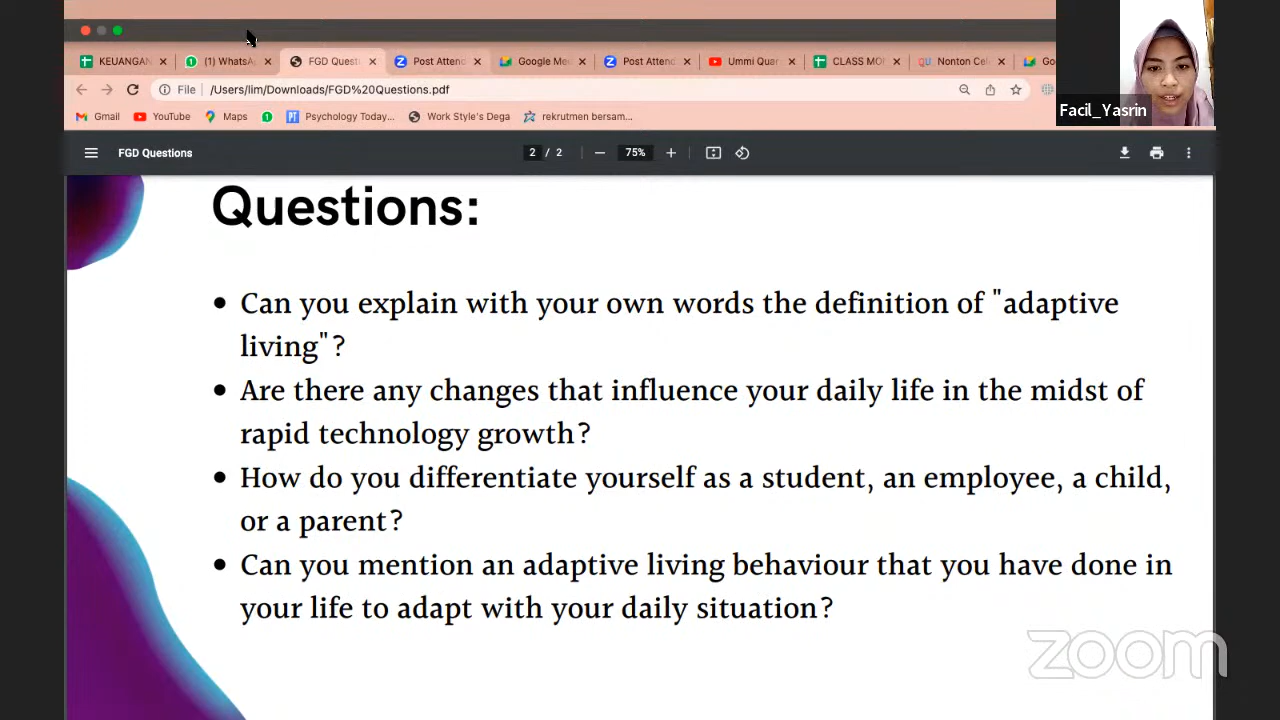 KEUANGAN
(1) WhatsA
FGD Questi
Post Attend
Google Me
Post Attend
Ummi Quar
CLASS MO
Nonton Cel
Go
File
/Users/lim/Downloads/FGD%20Questions.pdf
Gmail
YouTube
Maps
Psychology Today...
Work Style's Dega
rekrutmen bersam...
Facil_Yasrin
FGD Questions
2 / 2
75%
Questions:
• Can you explain with your own words the definition of "adaptive
living"?
• Are there any changes that influence your daily life in the midst of
rapid technology growth?
• How do you differentiate yourself as a student, an employee, a child,
or a parent?
• Can you mention an adaptive living behaviour that you have done in
your life to adapt with your daily situation?
zoom